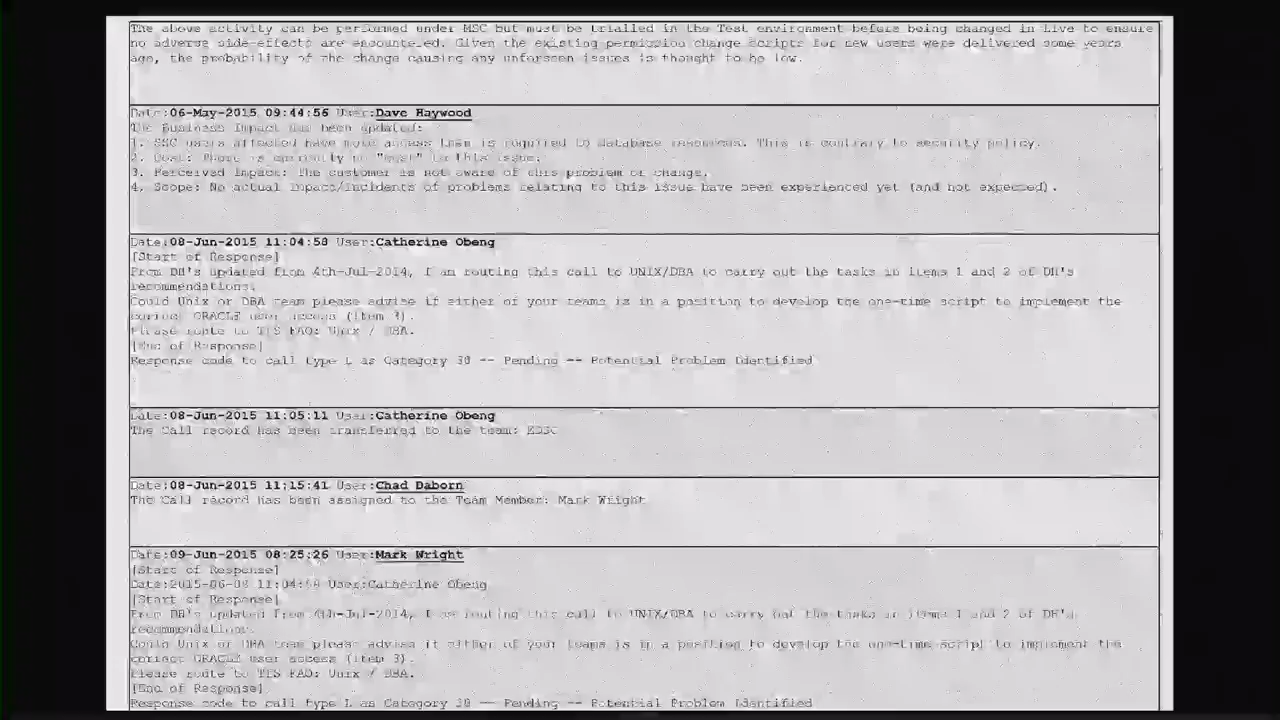 The above activity can be performed under MSC but must be trialled in the Test environment before being changed in Live to ensure
no adverse side-effects are encountered. Given the existing permission change scripts for new users were delivered some years
ago, the probability of the change causing any unforseen issues is thought to be low.
Date:06-May-2015 09:44:56 User:Dave Haywood
The Business Impact has been updated:
1. SSC users affected have more access than is required to database resources. This is contrary to security policy.
2. Cost: There is currently no "cost" to this issue.
3. Perceived Impact: The customer is not aware of this problem or change.
4. Scope: No actual Impact/Incidents of problems relating to this issue have been experienced yet (and not expected).
Date:08-Jun-2015 11:04:58 User:Catherine Obeng
[Start of Response]
From DH's updated from 4th-Jul-2014, I am routing this call to UNIX/DBA to carry out the tasks in items 1 and 2 of DH's
recommendations.
Could Unix or DBA team please advise if either of your teams is in a position to develop the one-time script to implement the
correct ORACLE user access (item 3).
Please route to TfS FAO: Unix / DBA.
[End of Response]
Response code to call type L as Category 38 -- Pending -- Potential Problem Identified
Date:08-Jun-2015 11:05:11 User:Catherine Obeng
The Call record has been transferred to the team: EDSC
Date:08-Jun-2015 11:15:41 User:Chad Daborn
The Call record has been assigned to the Team Member: Mark Wright
Date:09-Jun-2015 08:25:26 User:Mark Wright
[Start of Response]
Date:2015-06-08 11:04:58 User:Catherine Obeng
[Start of Response]
From DH's updated from 4th-Jul-2014, I am routing this call to UNIX/DBA to carry out the tasks in items 1 and 2 of DH's
recommendations.
Could Unix or DBA team please advise if either of your teams is in a position to develop the one-time script to implement the
correct ORACLE user access (item 3).
Please route to TfS FAO: Unix / DBA.
[End of Response]
Response code to call type L as Category 38 -- Pending -- Potential Problem Identified